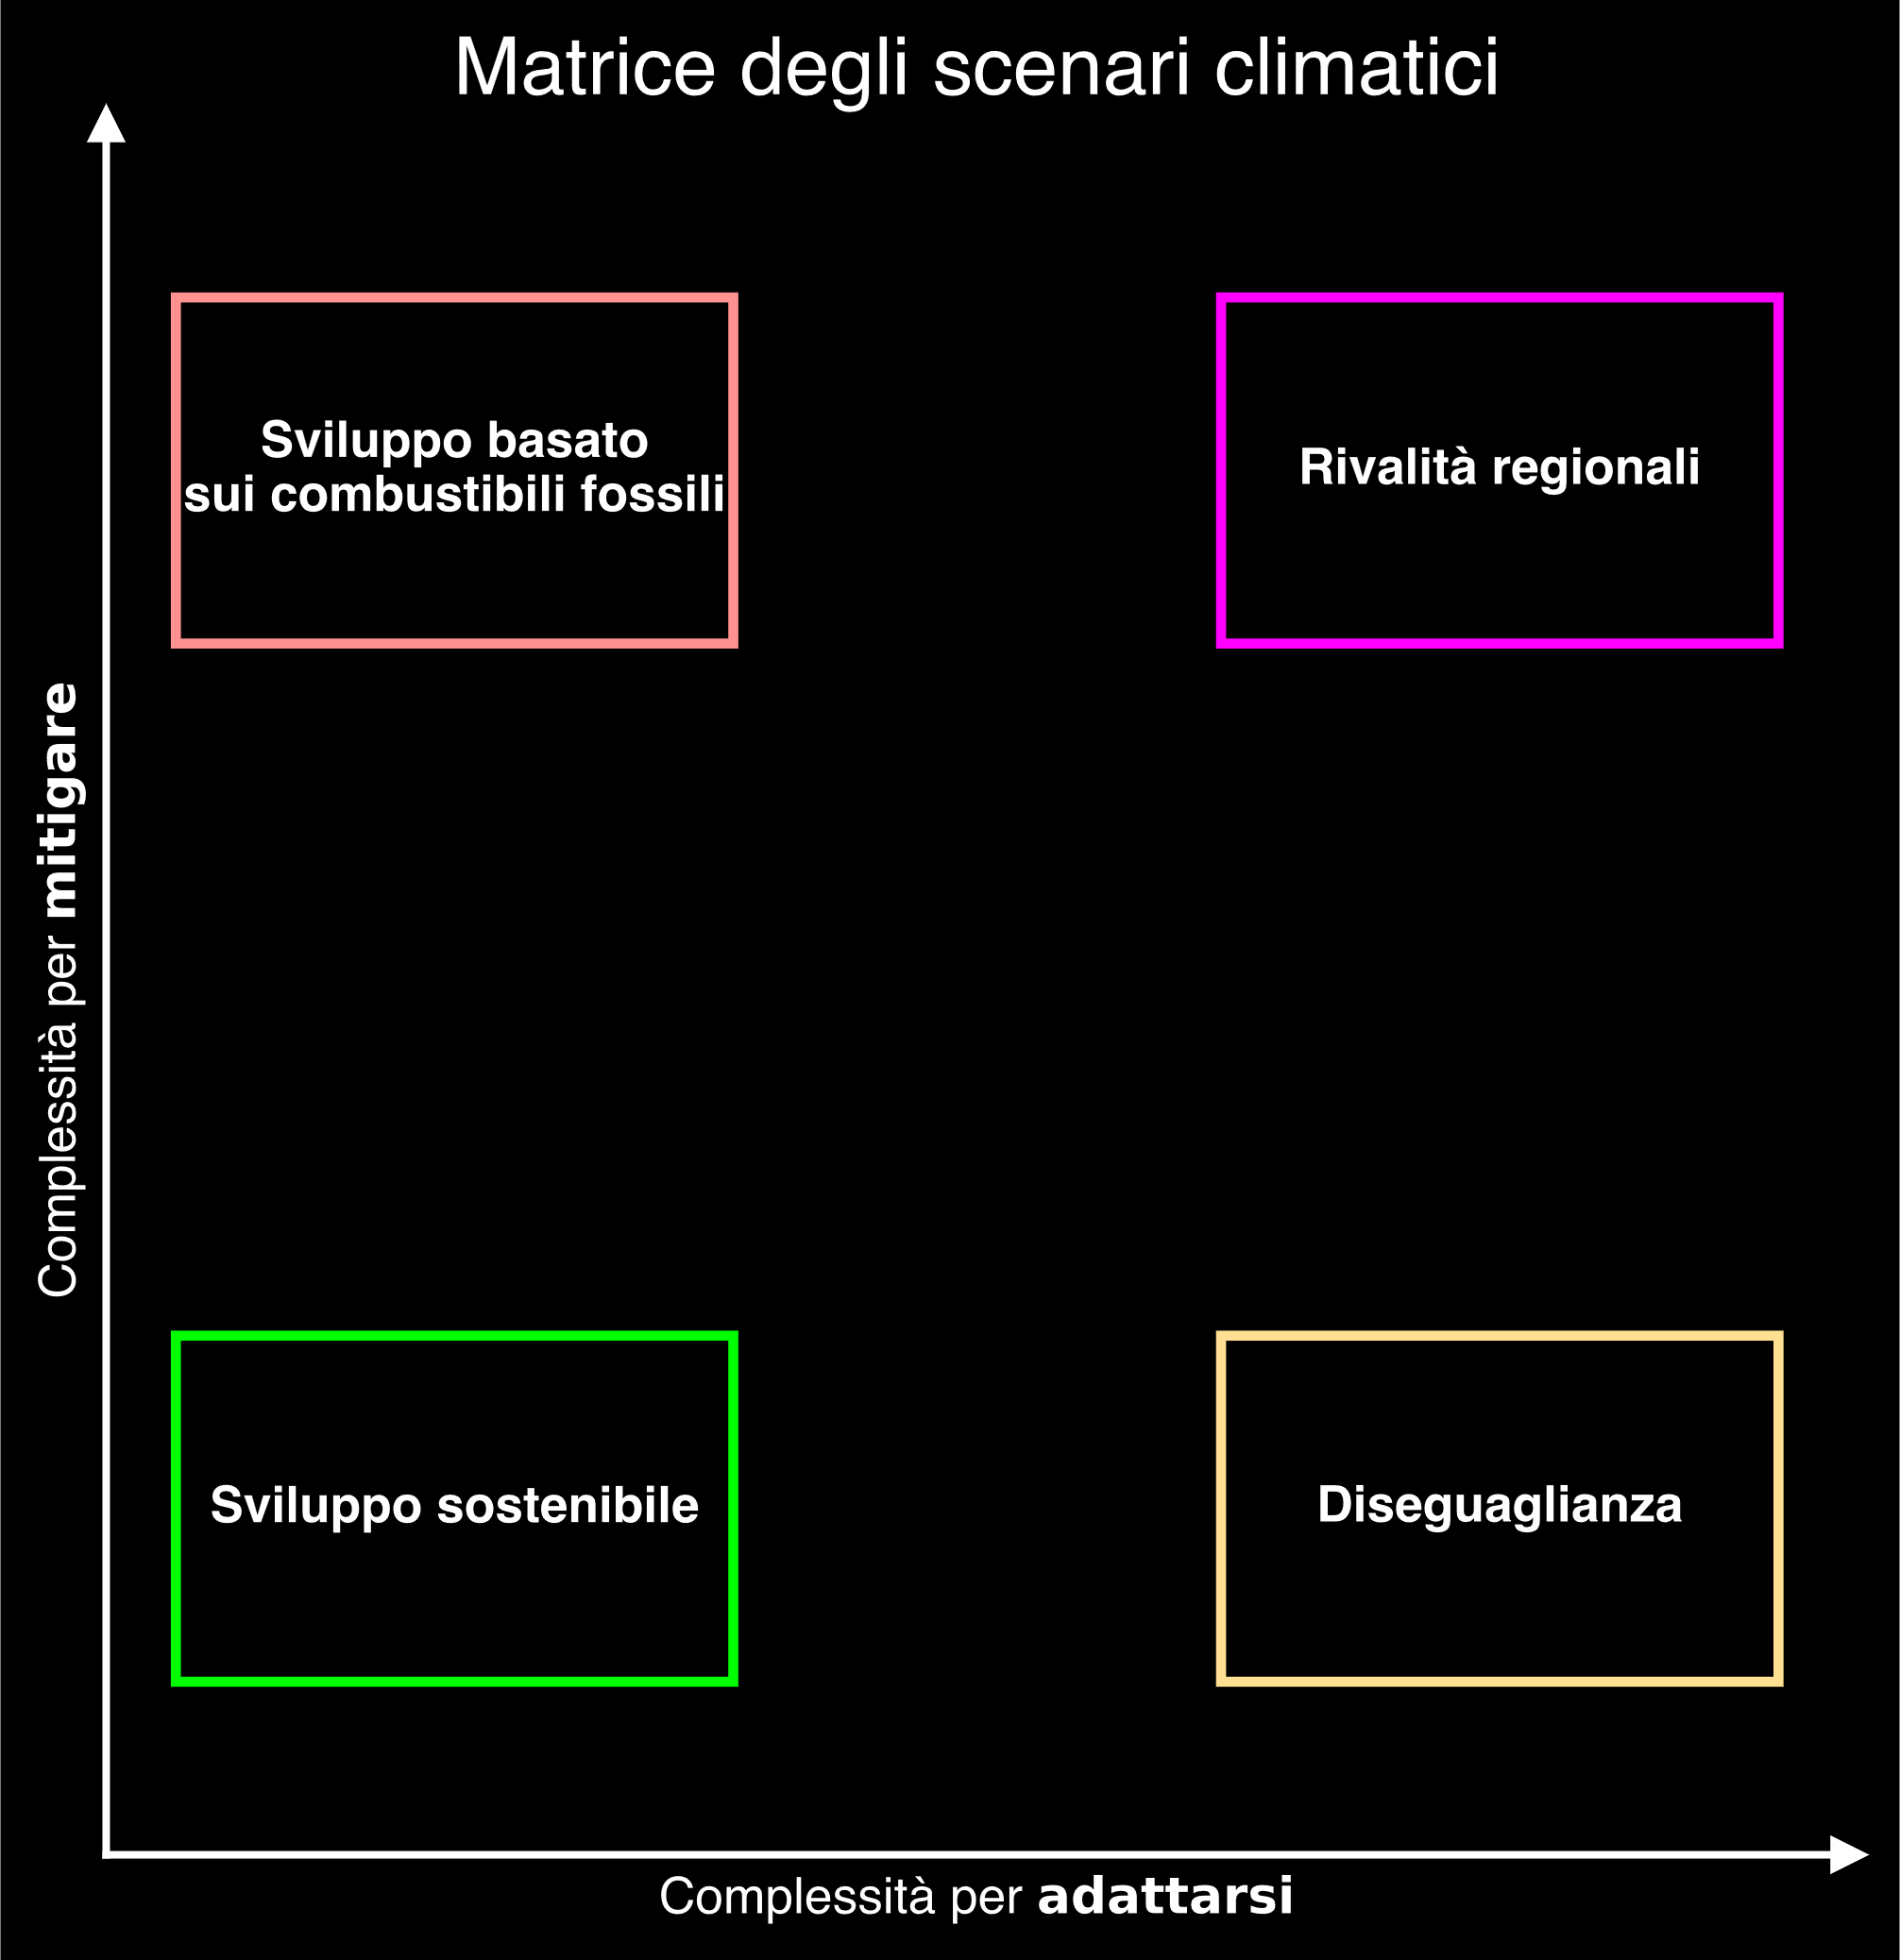 Matrice degli scenari climatici
Sviluppo basato
sui combustibili fossili
Rivalità regionali
Complessità per mitigare
Sviluppo sostenibile
Diseguaglianza
Complessità per adattarsi